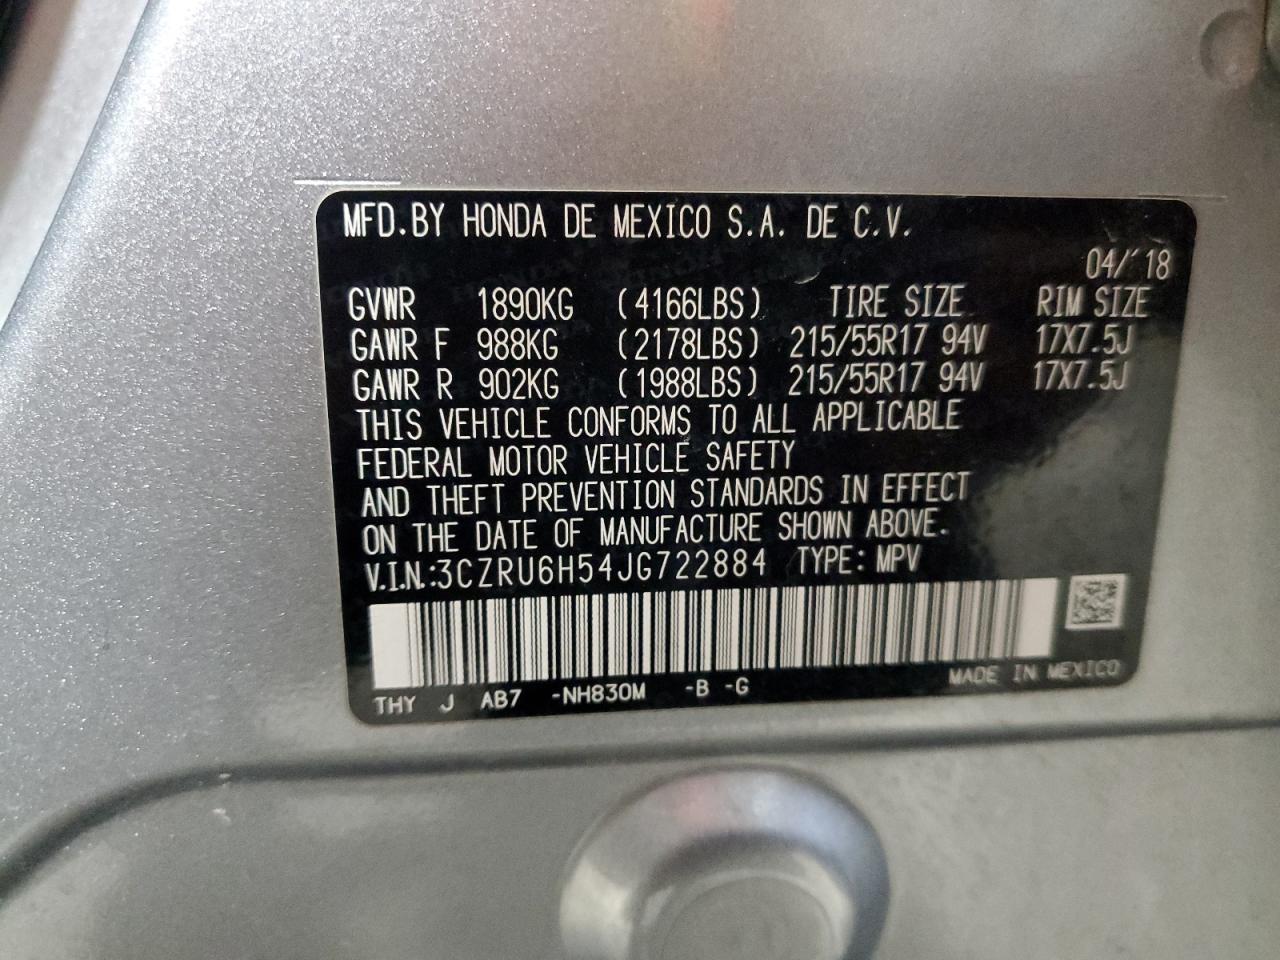 MFD.BY HONDA DE MEXICO S.A. DE C.V.
04/'18
GVWR 1890KG (4166LBS) TIRE SIZE RIM SIZE
GAWR F 988KG (2178LBS) 215/55R17 94V 17X7.5J
GAWR R 902KG (1988LBS) 215/55R17 94V 17X7.5J
THIS VEHICLE CONFORMS TO ALL APPLICABLE
FEDERAL MOTOR VEHICLE SAFETY
AND THEFT PREVENTION STANDARDS IN EFFECT
ON THE DATE OF MANUFACTURE SHOWN ABOVE.
V.I.N.:3CZRU6H54JG722884 TYPE: MPV
THY J AB7 -NH830M -B -G MADE IN MEXICO